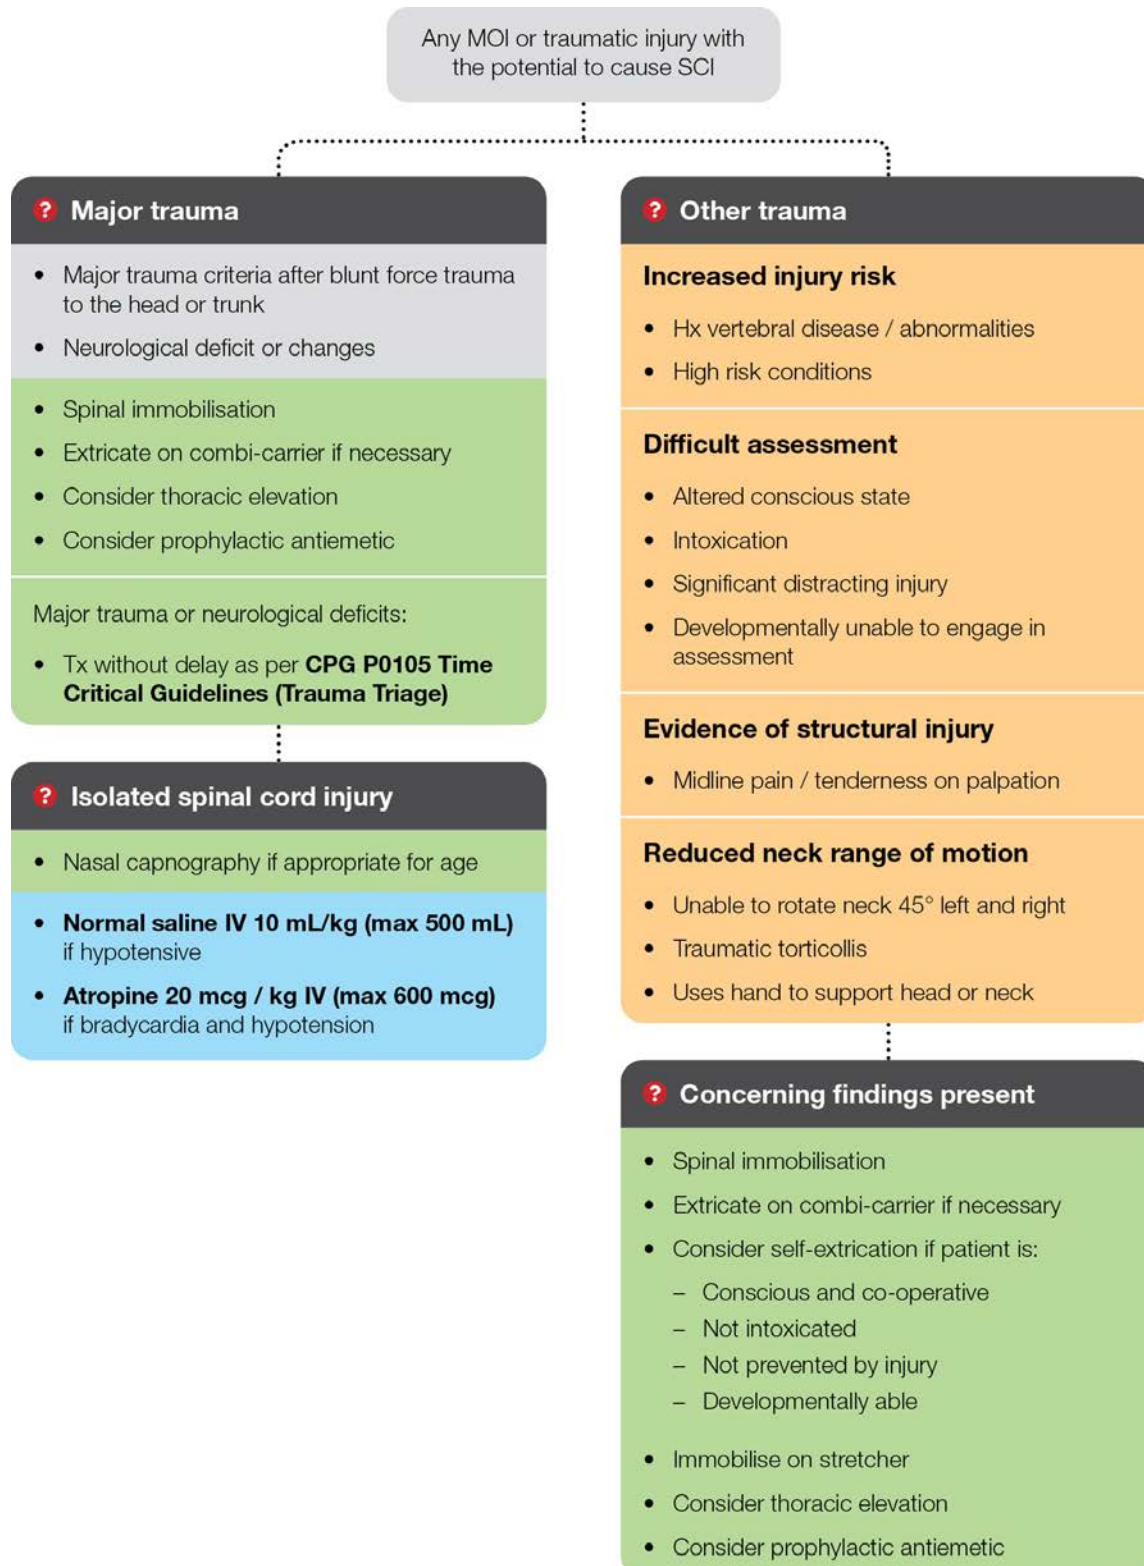 Any MOI or traumatic injury with
the potential to cause SCI
? Major trauma
• Major trauma criteria after blunt force trauma
to the head or trunk
• Neurological deficit or changes
• Spinal immobilisation
• Extricate on combi-carrier if necessary
• Consider thoracic elevation
• Consider prophylactic antiemetic
Major trauma or neurological deficits:
• Tx without delay as per CPG P0105 Time
Critical Guidelines (Trauma Triage)
? Isolated spinal cord injury
• Nasal capnography if appropriate for age
• Normal saline IV 10 mL/kg (max 500 mL)
if hypotensive
• Atropine 20 mcg / kg IV (max 600 mcg)
if bradycardia and hypotension
? Other trauma
Increased injury risk
• Hx vertebral disease / abnormalities
• High risk conditions
Difficult assessment
• Altered conscious state
• Intoxication
• Significant distracting injury
• Developmentally unable to engage in
assessment
Evidence of structural injury
• Midline pain / tenderness on palpation
Reduced neck range of motion
• Unable to rotate neck 45° left and right
• Traumatic torticollis
• Uses hand to support head or neck
? Concerning findings present
• Spinal immobilisation
• Extricate on combi-carrier if necessary
• Consider self-extrication if patient is:
– Conscious and co-operative
– Not intoxicated
– Not prevented by injury
– Developmentally able
• Immobilise on stretcher
• Consider thoracic elevation
• Consider prophylactic antiemetic